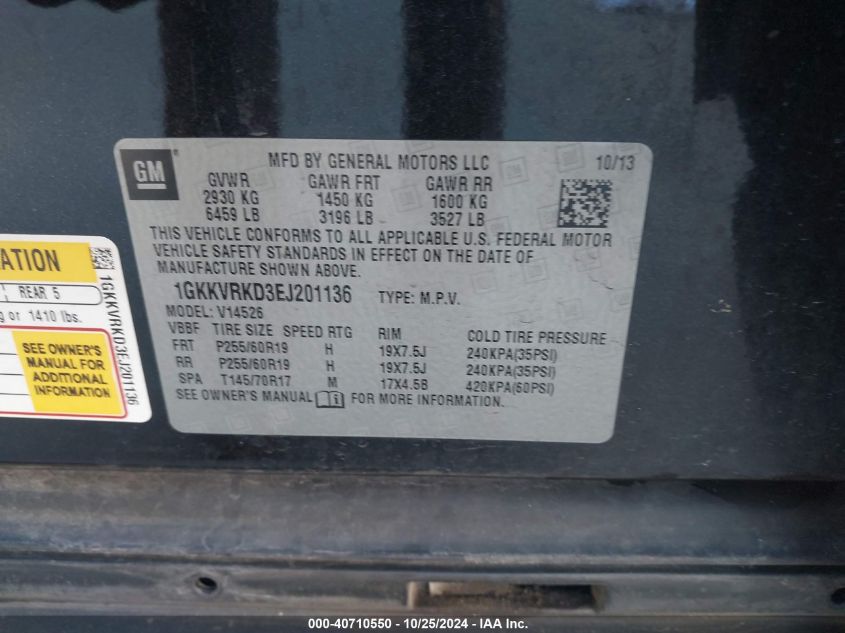 GM
MFD BY GENERAL MOTORS LLC 10/13
GVWR GAWR FRT GAWR RR
2930 KG 1450 KG 1600 KG
6459 LB 3196 LB 3527 LB
THIS VEHICLE CONFORMS TO ALL APPLICABLE U.S. FEDERAL MOTOR
VEHICLE SAFETY STANDARDS IN EFFECT ON THE DATE OF
MANUFACTURE SHOWN ABOVE.
1GKKVRKD3EJ201136 TYPE: M.P.V.
MODEL: V14526
VBBF TIRE SIZE SPEED RTG RIM COLD TIRE PRESSURE
FRT P255/60R19 H 19X7.5J 240KPA(35PSI)
RR P255/60R19 H 19X7.5J 240KPA(35PSI)
SPA T145/70R17 M 17X4.5B 420KPA(60PSI)
SEE OWNER'S MANUAL FOR MORE INFORMATION.
ATION
REAR 5
g or 1410 lbs.
SEE OWNER'S
MANUAL FOR
ADDITIONAL
INFORMATION
1GKKVRKD3EJ201136
000-40710550 - 10/25/2024 - IAA Inc.